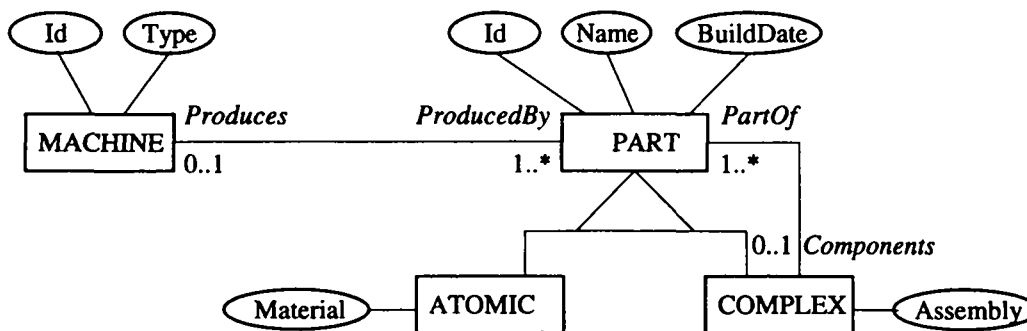 Id Type Id Name BuildDate
Produces ProducedBy PartOf
MACHINE PART
0..1 1..* 1..*
0..1 Components
Material ATOMIC COMPLEX Assembly